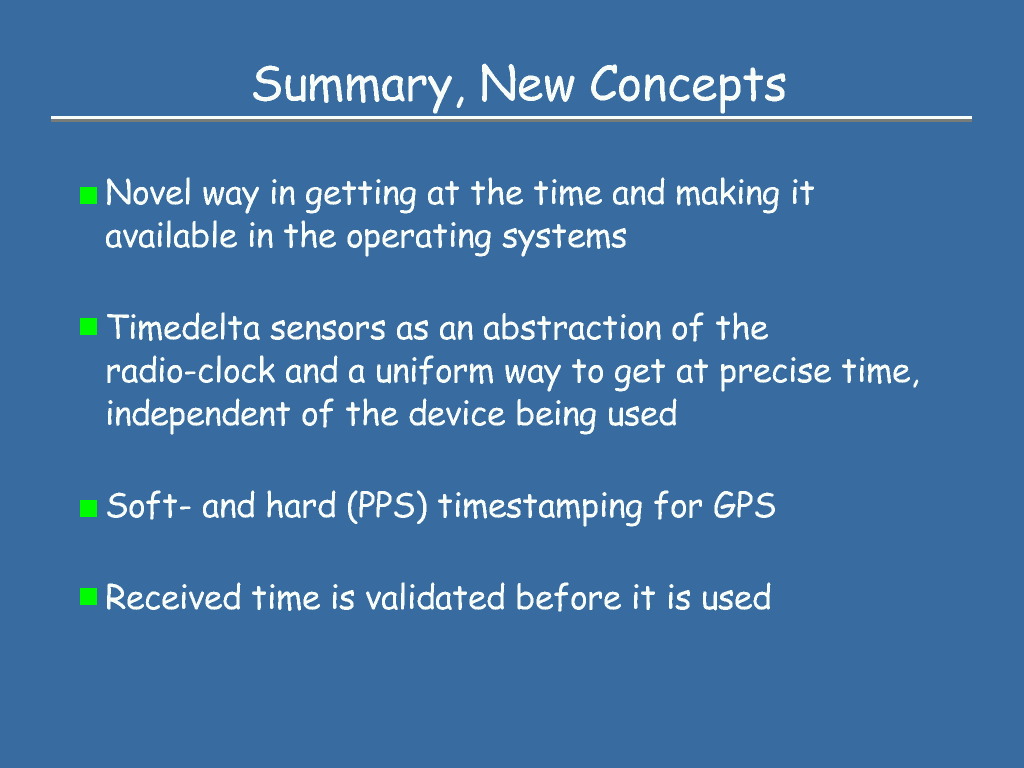 Summary, New Concepts
Novel way in getting at the time and making it
available in the operating systems
Timedelta sensors as an abstraction of the
radio-clock and a uniform way to get at precise time,
independent of the device being used
Soft- and hard (PPS) timestamping for GPS
Received time is validated before it is used